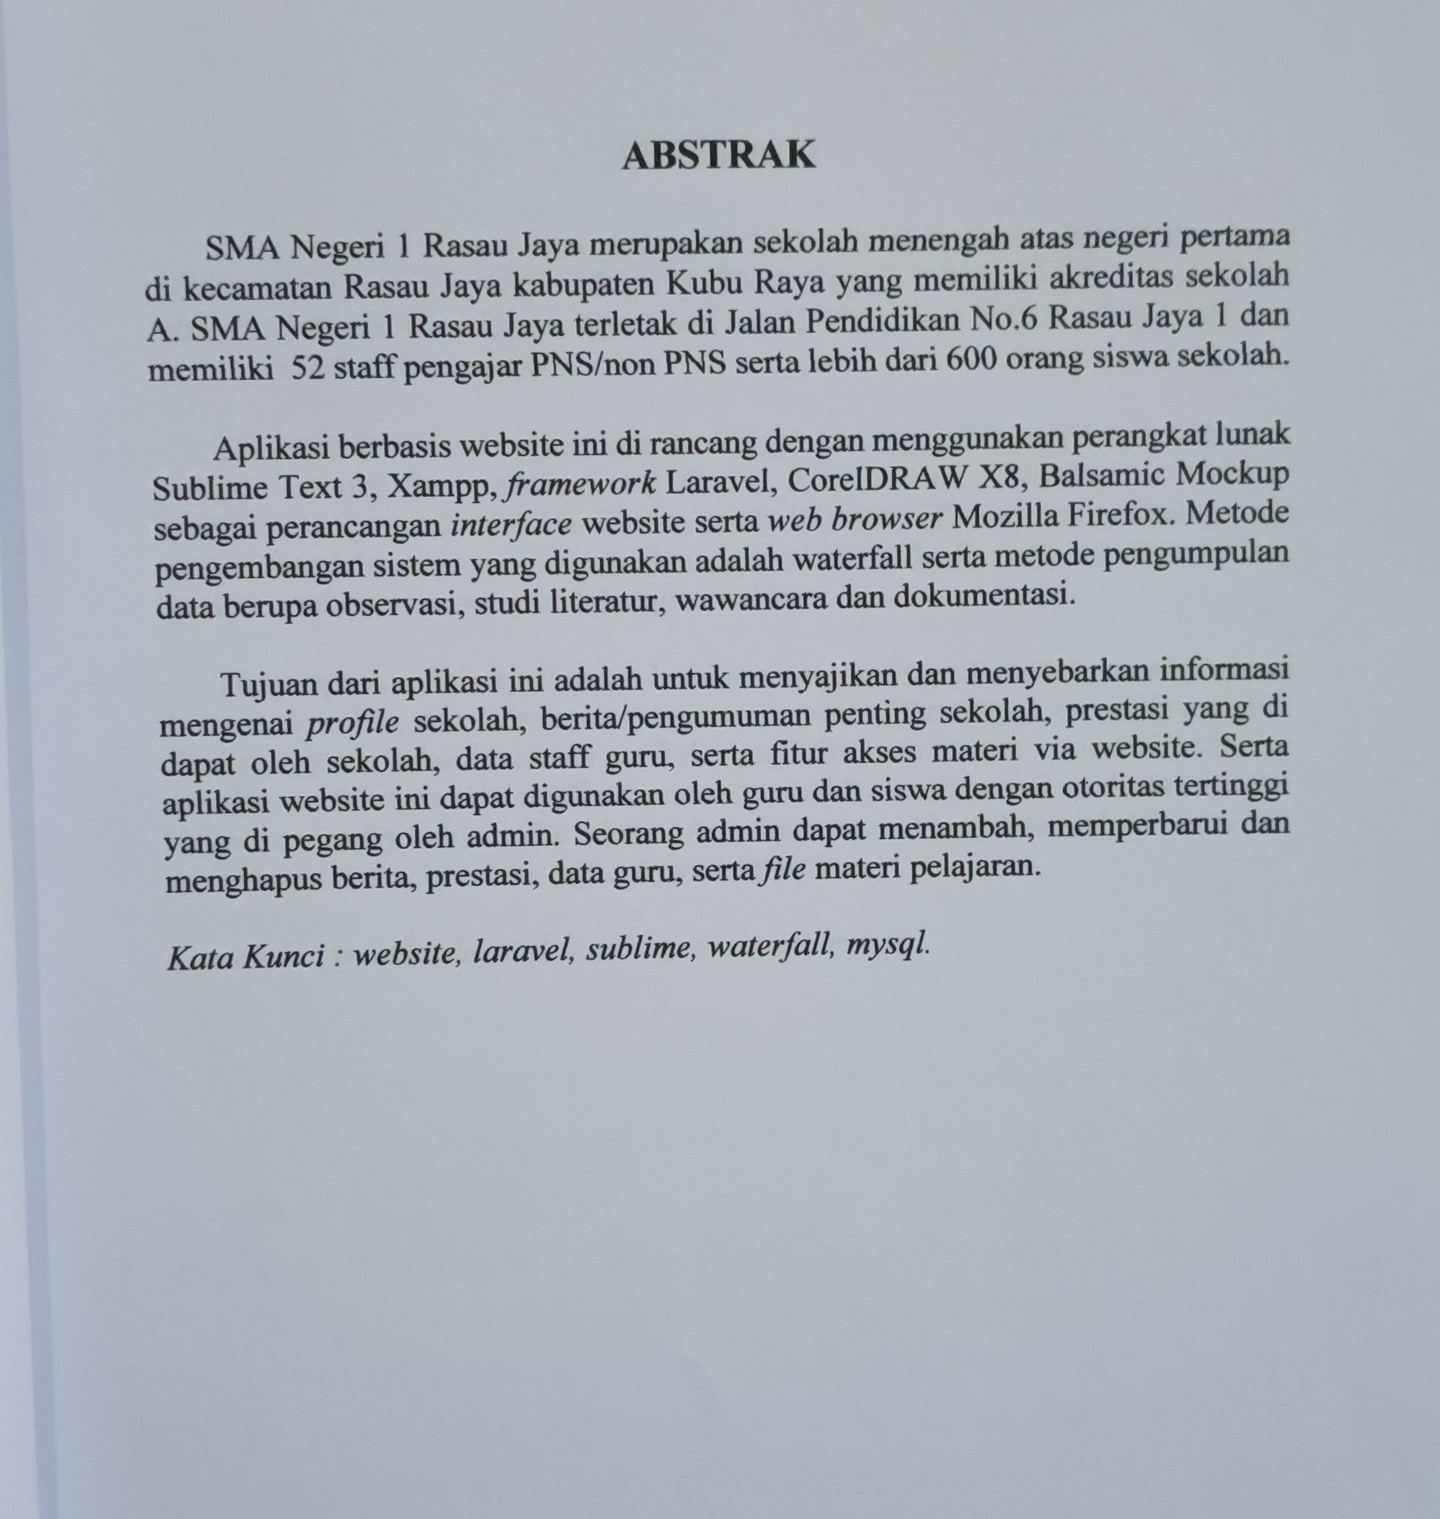 ABSTRAK
SMA Negeri 1 Rasau Jaya merupakan sekolah menengah atas negeri pertama
di kecamatan Rasau Jaya kabupaten Kubu Raya yang memiliki akreditas sekolah
A. SMA Negeri 1 Rasau Jaya terletak di Jalan Pendidikan No.6 Rasau Jaya 1 dan
memiliki 52 staff pengajar PNS/non PNS serta lebih dari 600 orang siswa sekolah.
Aplikasi berbasis website ini di rancang dengan menggunakan perangkat lunak
Sublime Text 3, Xampp, framework Laravel, CorelDRAW X8, Balsamic Mockup
sebagai perancangan interface website serta web browser Mozilla Firefox. Metode
pengembangan sistem yang digunakan adalah waterfall serta metode pengumpulan
data berupa observasi, studi literatur, wawancara dan dokumentasi.
Tujuan dari aplikasi ini adalah untuk menyajikan dan menyebarkan informasi
mengenai profile sekolah, berita/pengumuman penting sekolah, prestasi yang di
dapat oleh sekolah, data staff guru, serta fitur akses materi via website. Serta
aplikasi website ini dapat digunakan oleh guru dan siswa dengan otoritas tertinggi
yang di pegang oleh admin. Seorang admin dapat menambah, memperbarui dan
menghapus berita, prestasi, data guru, serta file materi pelajaran.
Kata Kunci : website, laravel, sublime, waterfall, mysql.